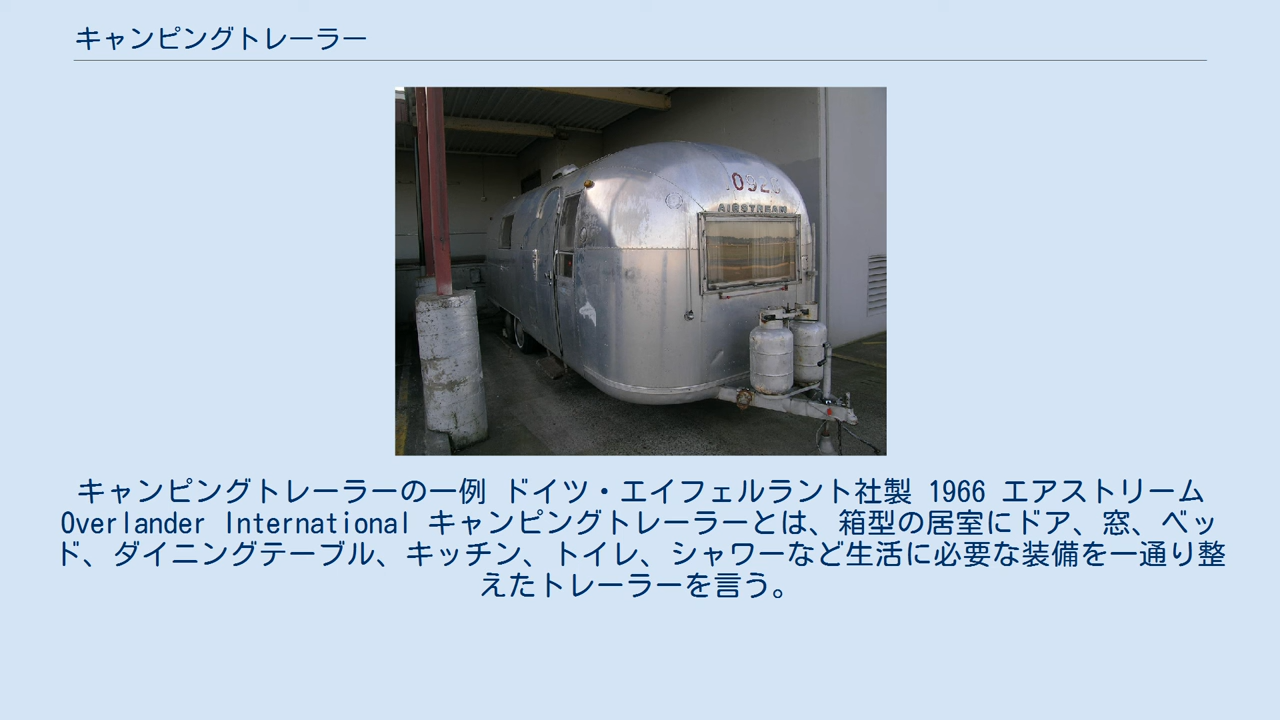 キャンピングトレーラー
092
AIRSTREAM
キャンピングトレーラーの一例 ドイツ・エイフェルラント社製 1966 エアストリーム
Overlander International キャンピングトレーラーとは、箱型の居室にドア、窓、ベッ
ド、ダイニングテーブル、キッチン、トイレ、シャワーなど生活に必要な装備を一通り整
えたトレーラーを言う。